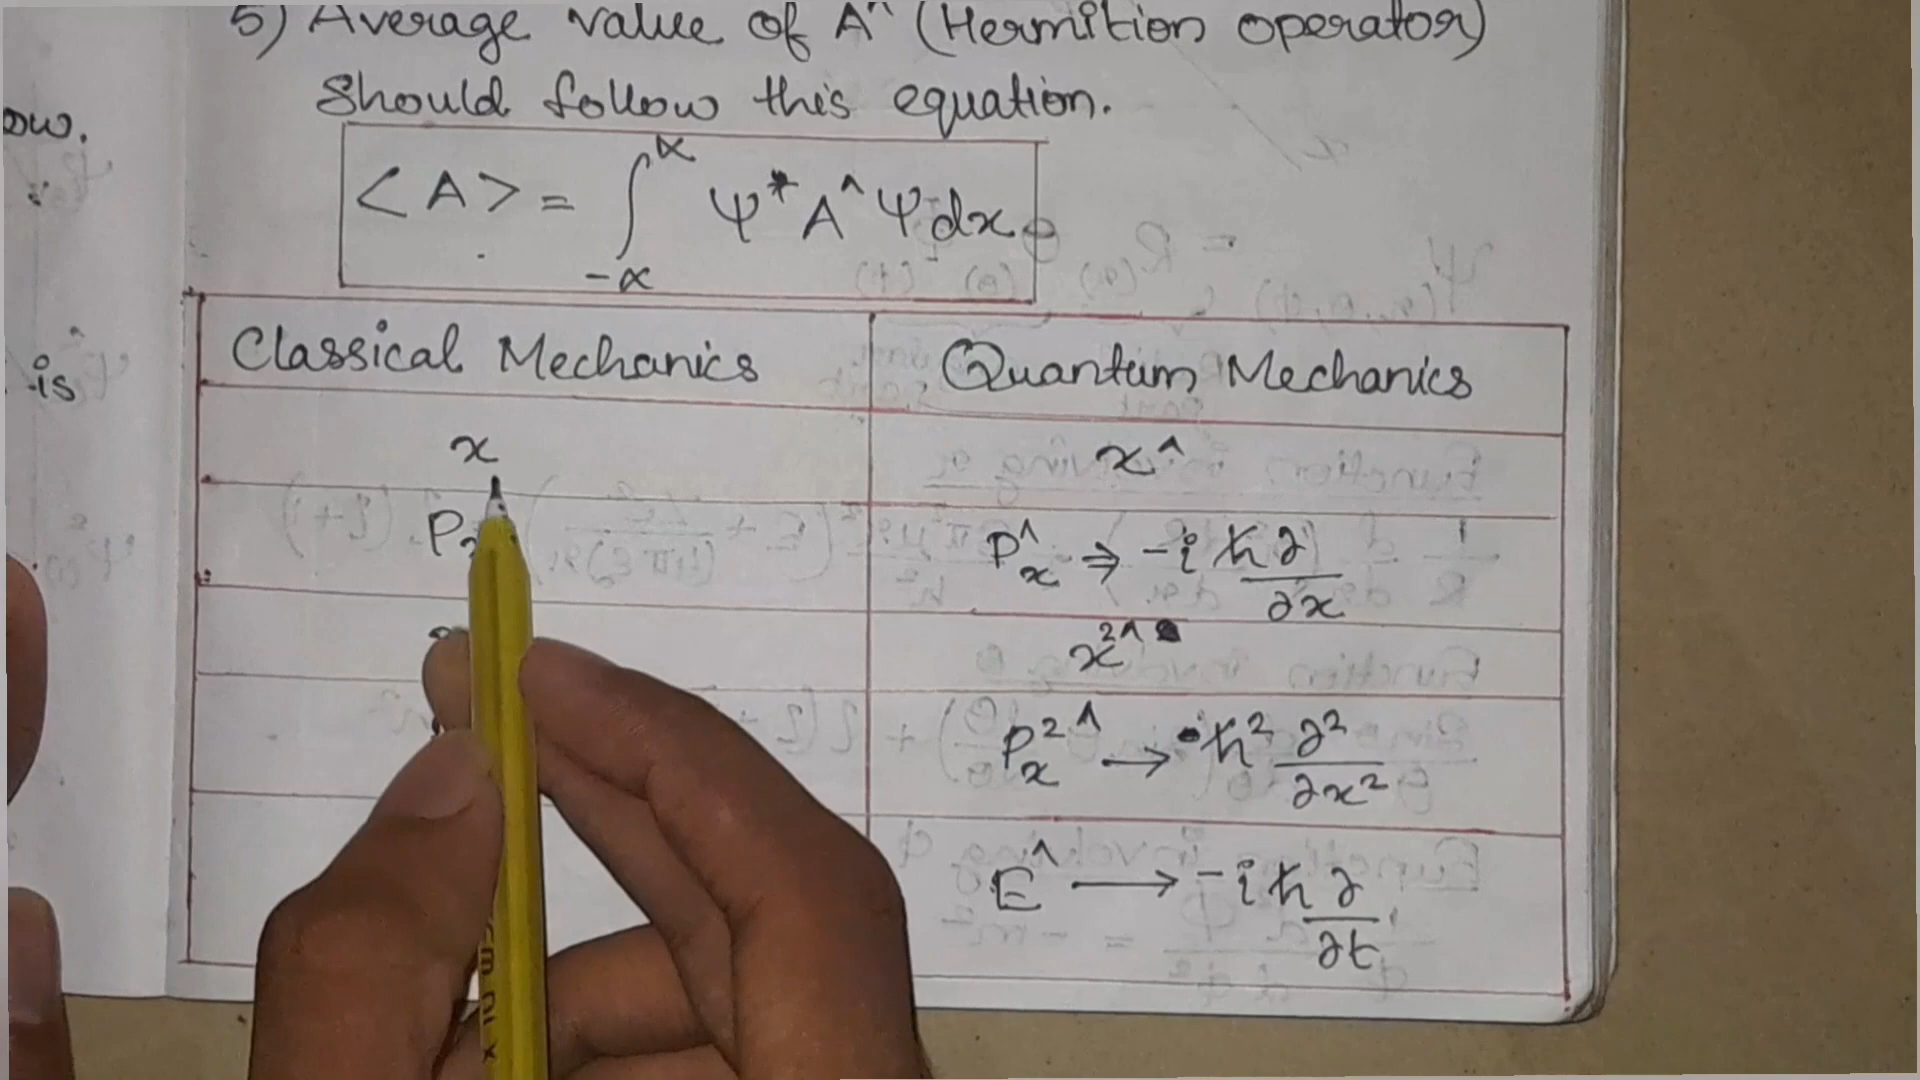 5) Average value of A^ (Hermition operator)
should follow this equation.
ow.
<A> = ∫ α -α ψ* A^ ψ dx
is
Classical Mechanics Quantum Mechanics
x x^
P P^x ⇒ -iℏ ∂/∂x
x²^
P²x^ → ℏ² ∂²/∂x²
E^ → -iℏ ∂/∂t